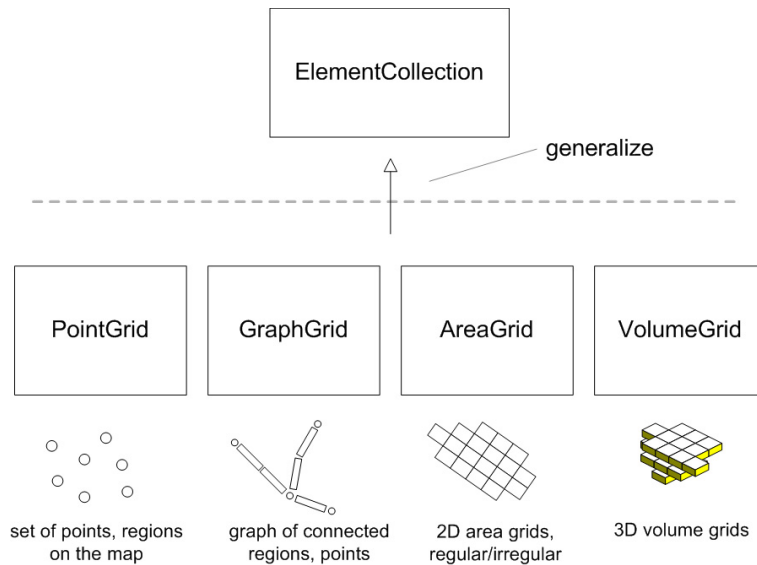 ElementCollection
generalize
PointGrid
GraphGrid
AreaGrid
VolumeGrid
set of points, regions
on the map
graph of connected
regions, points
2D area grids,
regular/irregular
3D volume grids